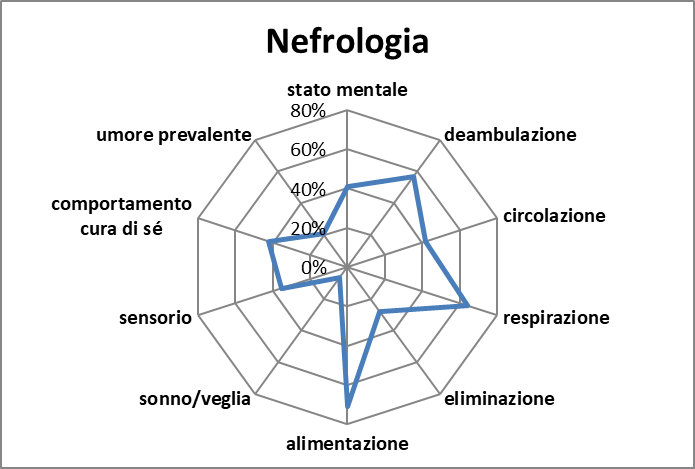 Nefrologia
stato mentale
80%
umore prevalente
deambulazione
60%
40%
comportamento
cura di sé
circolazione
20%
0%
sensorio
respirazione
sonno/veglia
eliminazione
alimentazione